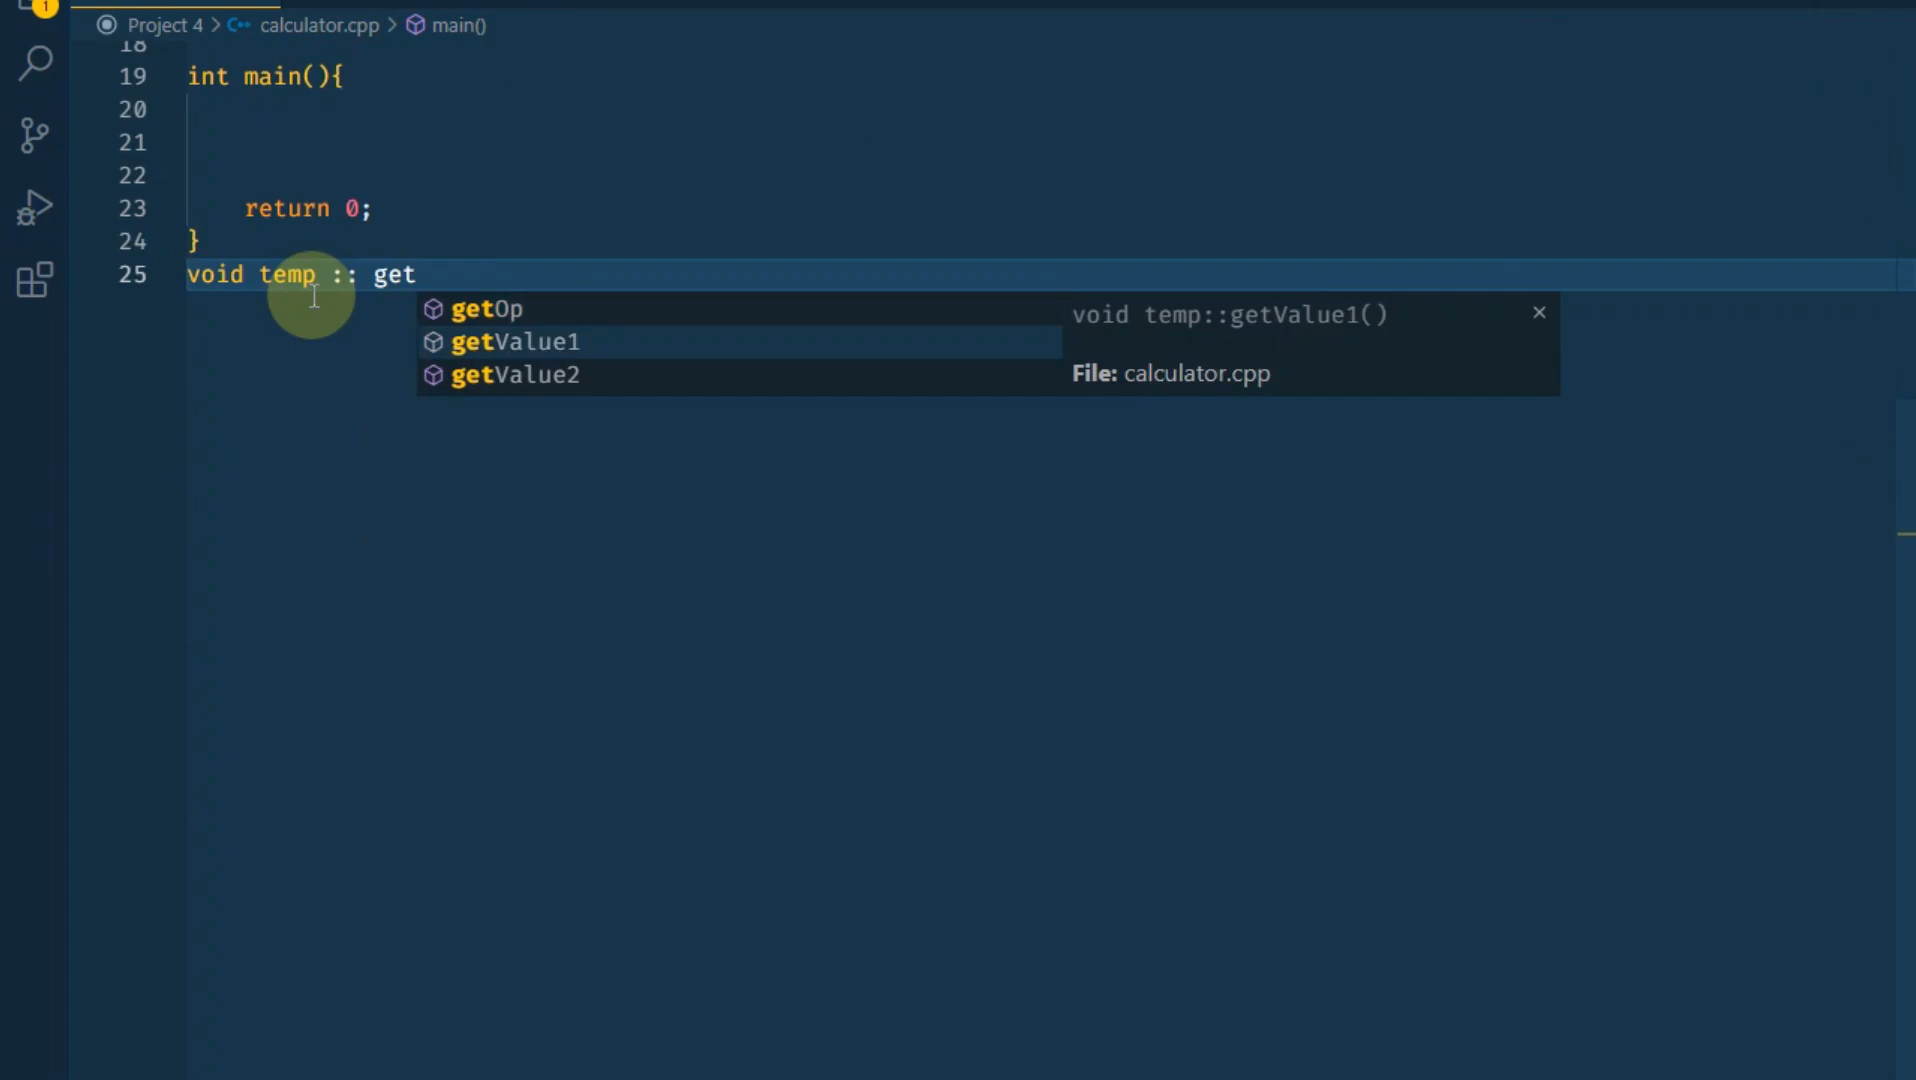 1
Project 4 > C++ calculator.cpp > main()
18
19 int main(){
20
21
22
23 return 0;
24 }
25 void temp :: get
getOp void temp::getValue1() ×
getValue1
getValue2 File: calculator.cpp